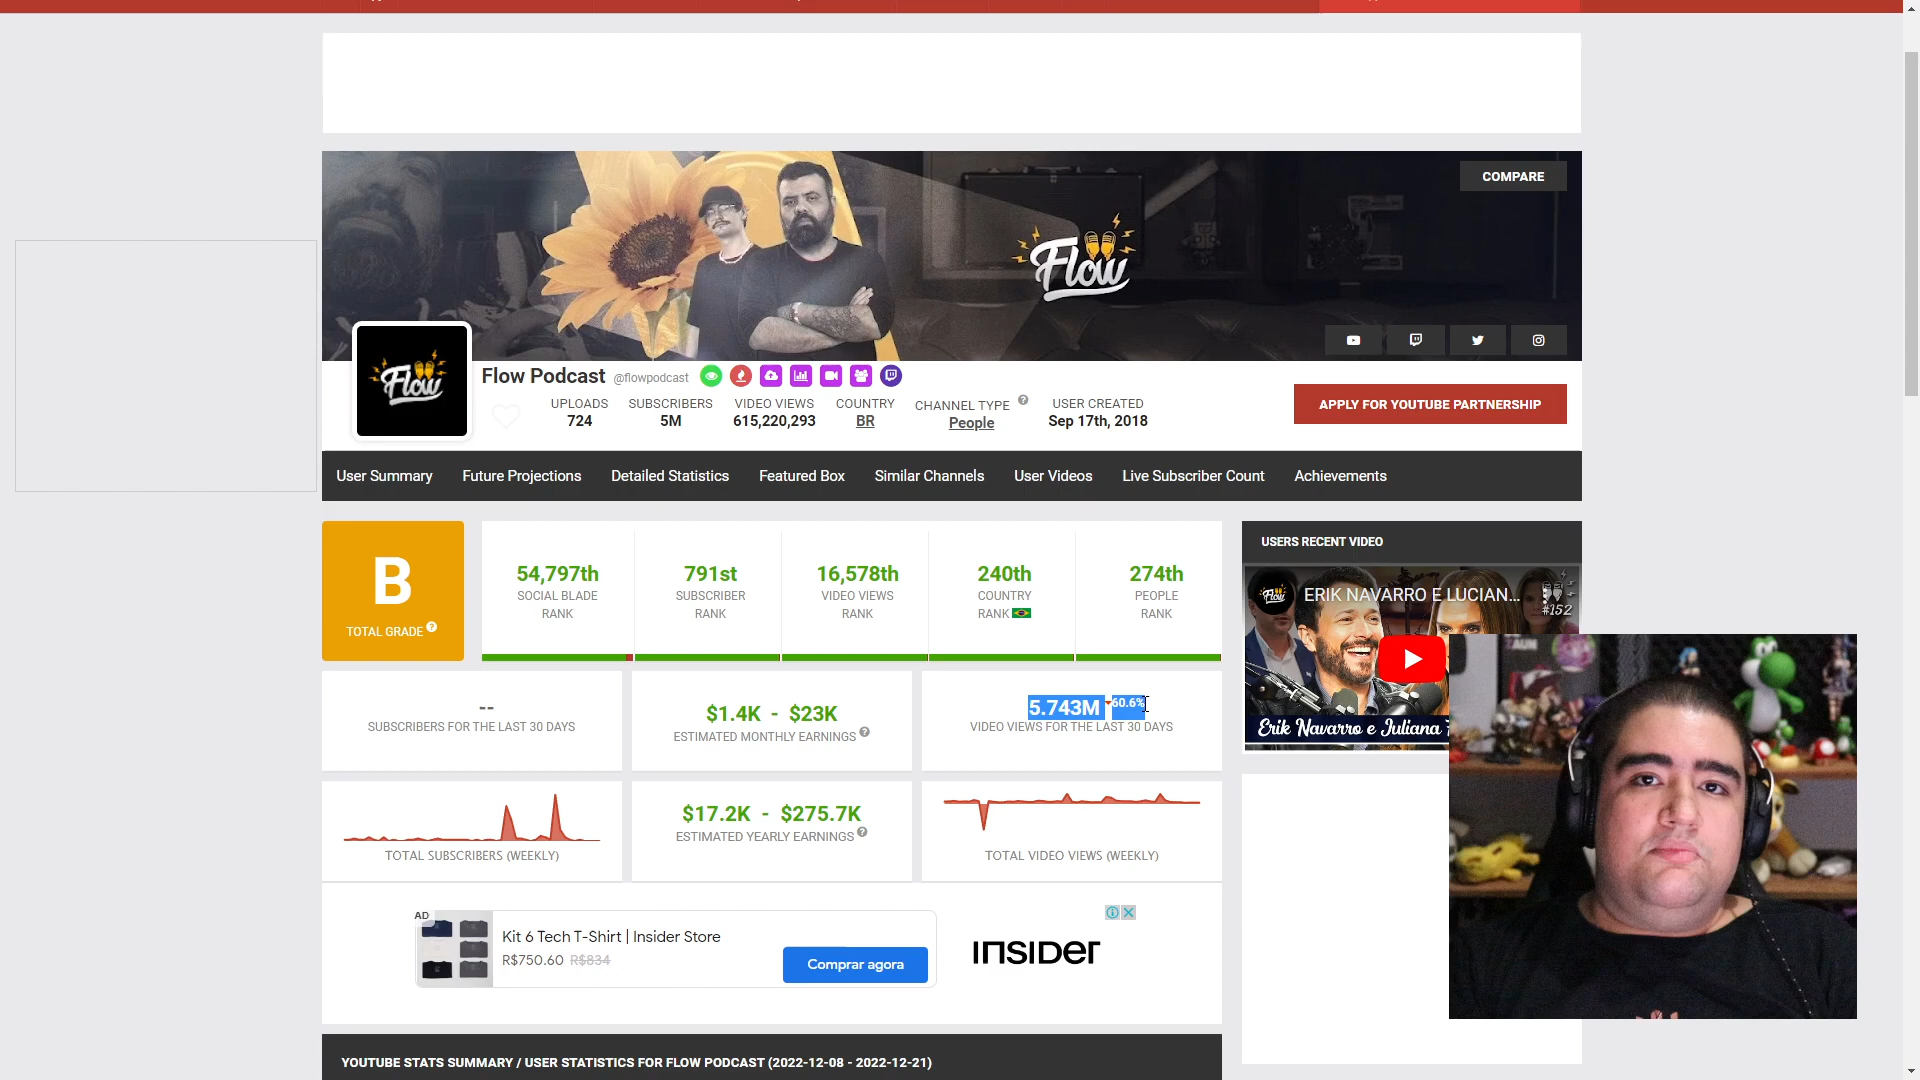 COMPARE
Flow
Flow
Flow Podcast @flowpodcast
UPLOADS
724
SUBSCRIBERS
5M
VIDEO VIEWS
615,220,293
COUNTRY
BR
CHANNEL TYPE
People
USER CREATED
Sep 17th, 2018
APPLY FOR YOUTUBE PARTNERSHIP
User Summary
Future Projections
Detailed Statistics
Featured Box
Similar Channels
User Videos
Live Subscriber Count
Achievements
B
TOTAL GRADE
54,797th
SOCIAL BLADE
RANK
791st
SUBSCRIBER
RANK
16,578th
VIDEO VIEWS
RANK
240th
COUNTRY
RANK
274th
PEOPLE
RANK
USERS RECENT VIDEO
Flow
ERIK NAVARRO E LUCIAN...
#152
Erik Navarro e Juliana
--
SUBSCRIBERS FOR THE LAST 30 DAYS
$1.4K - $23K
ESTIMATED MONTHLY EARNINGS
5.743M 60.6%
VIDEO VIEWS FOR THE LAST 30 DAYS
TOTAL SUBSCRIBERS (WEEKLY)
$17.2K - $275.7K
ESTIMATED YEARLY EARNINGS
TOTAL VIDEO VIEWS (WEEKLY)
AD
Kit 6 Tech T-Shirt | Insider Store
R$750.60 R$834
Comprar agora
INSIDER
YOUTUBE STATS SUMMARY / USER STATISTICS FOR FLOW PODCAST (2022-12-08 - 2022-12-21)